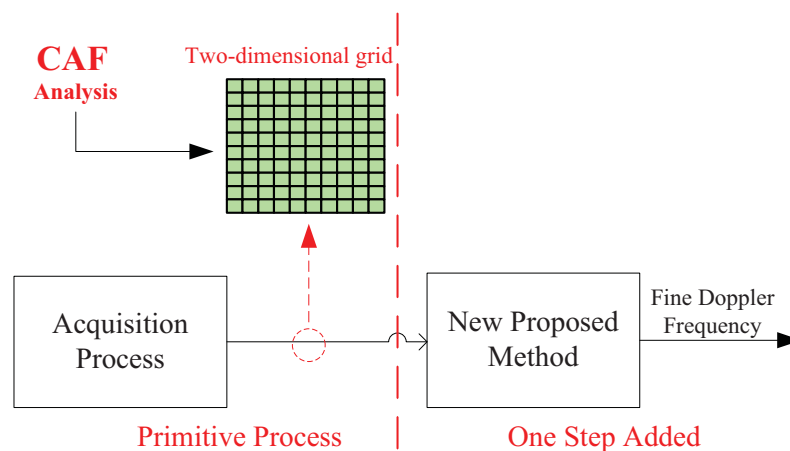 CAF
Analysis
Two-dimensional grid
Acquisition
Process
New Proposed
Method
Fine Doppler
Frequency
Primitive Process
One Step Added